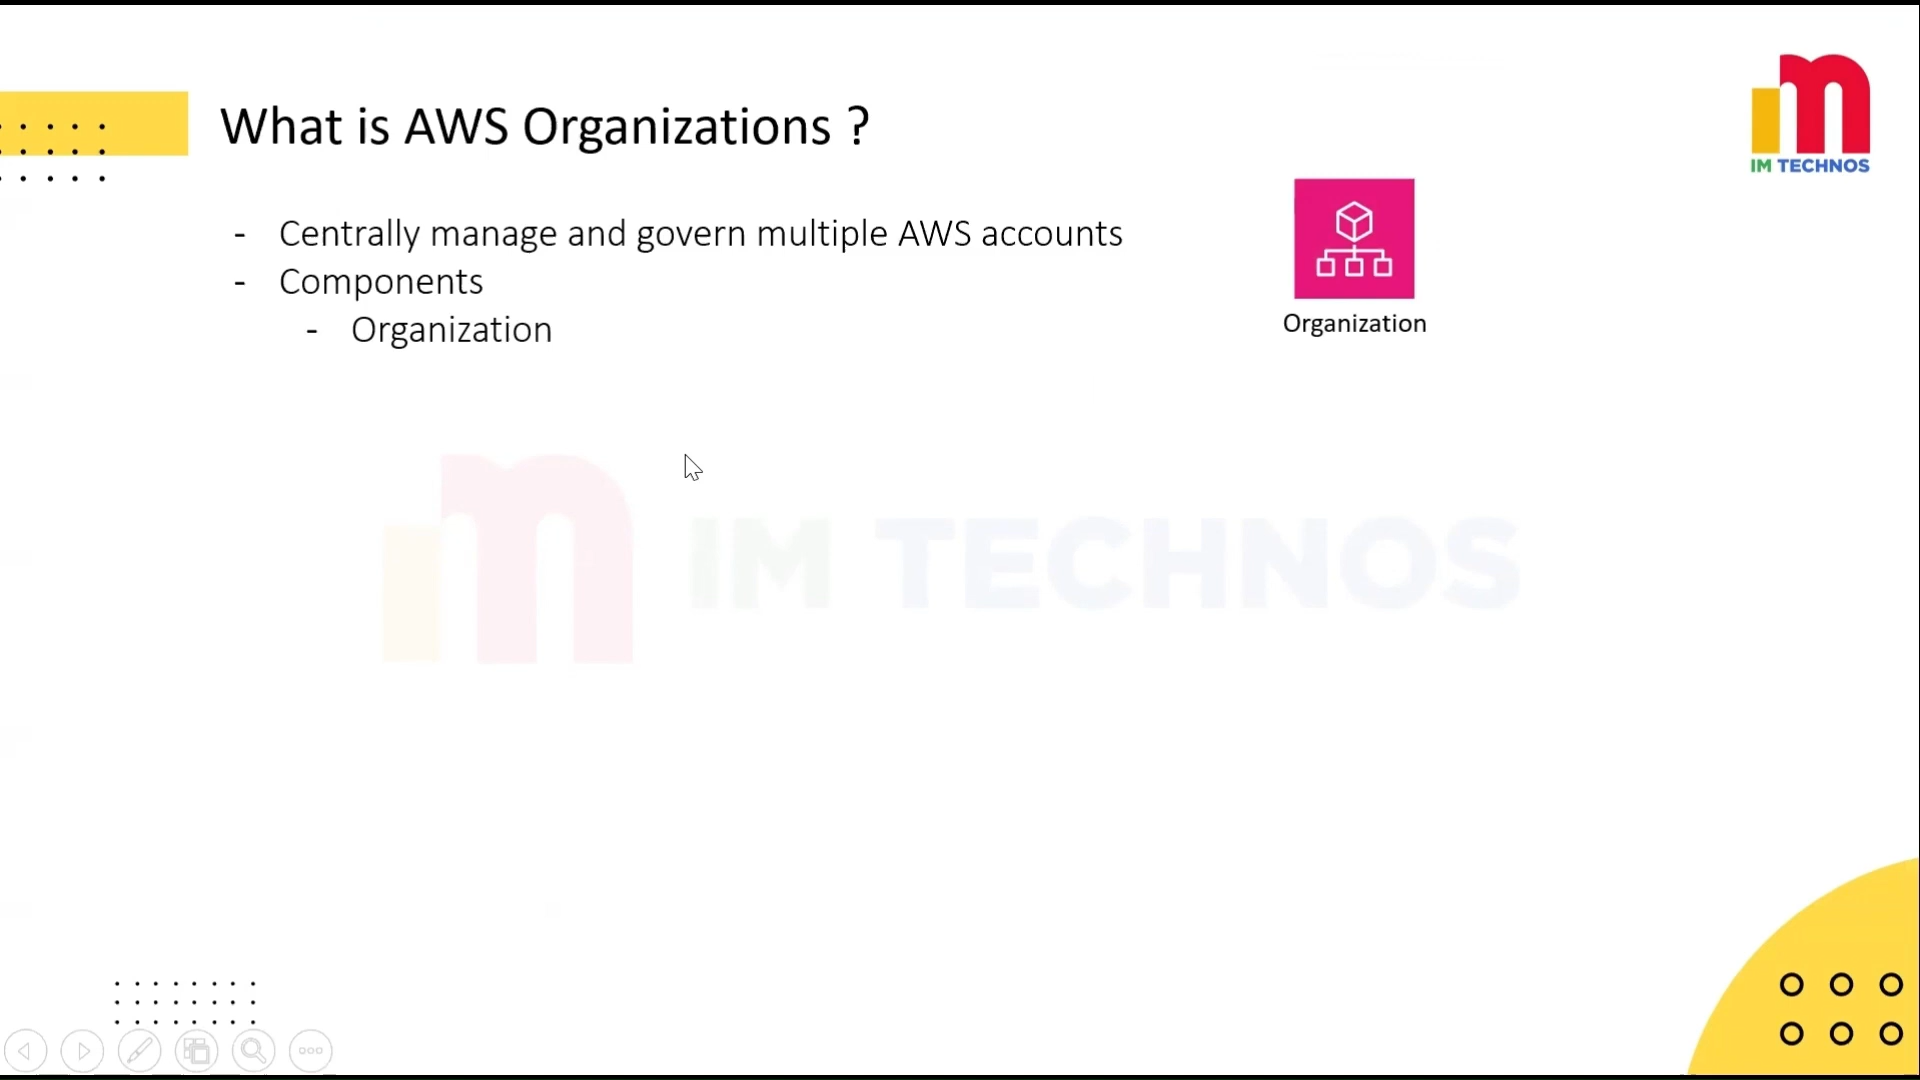 What is AWS Organizations ?
IM TECHNOS
- Centrally manage and govern multiple AWS accounts
- Components
- Organization
Organization
IM TECHNOS